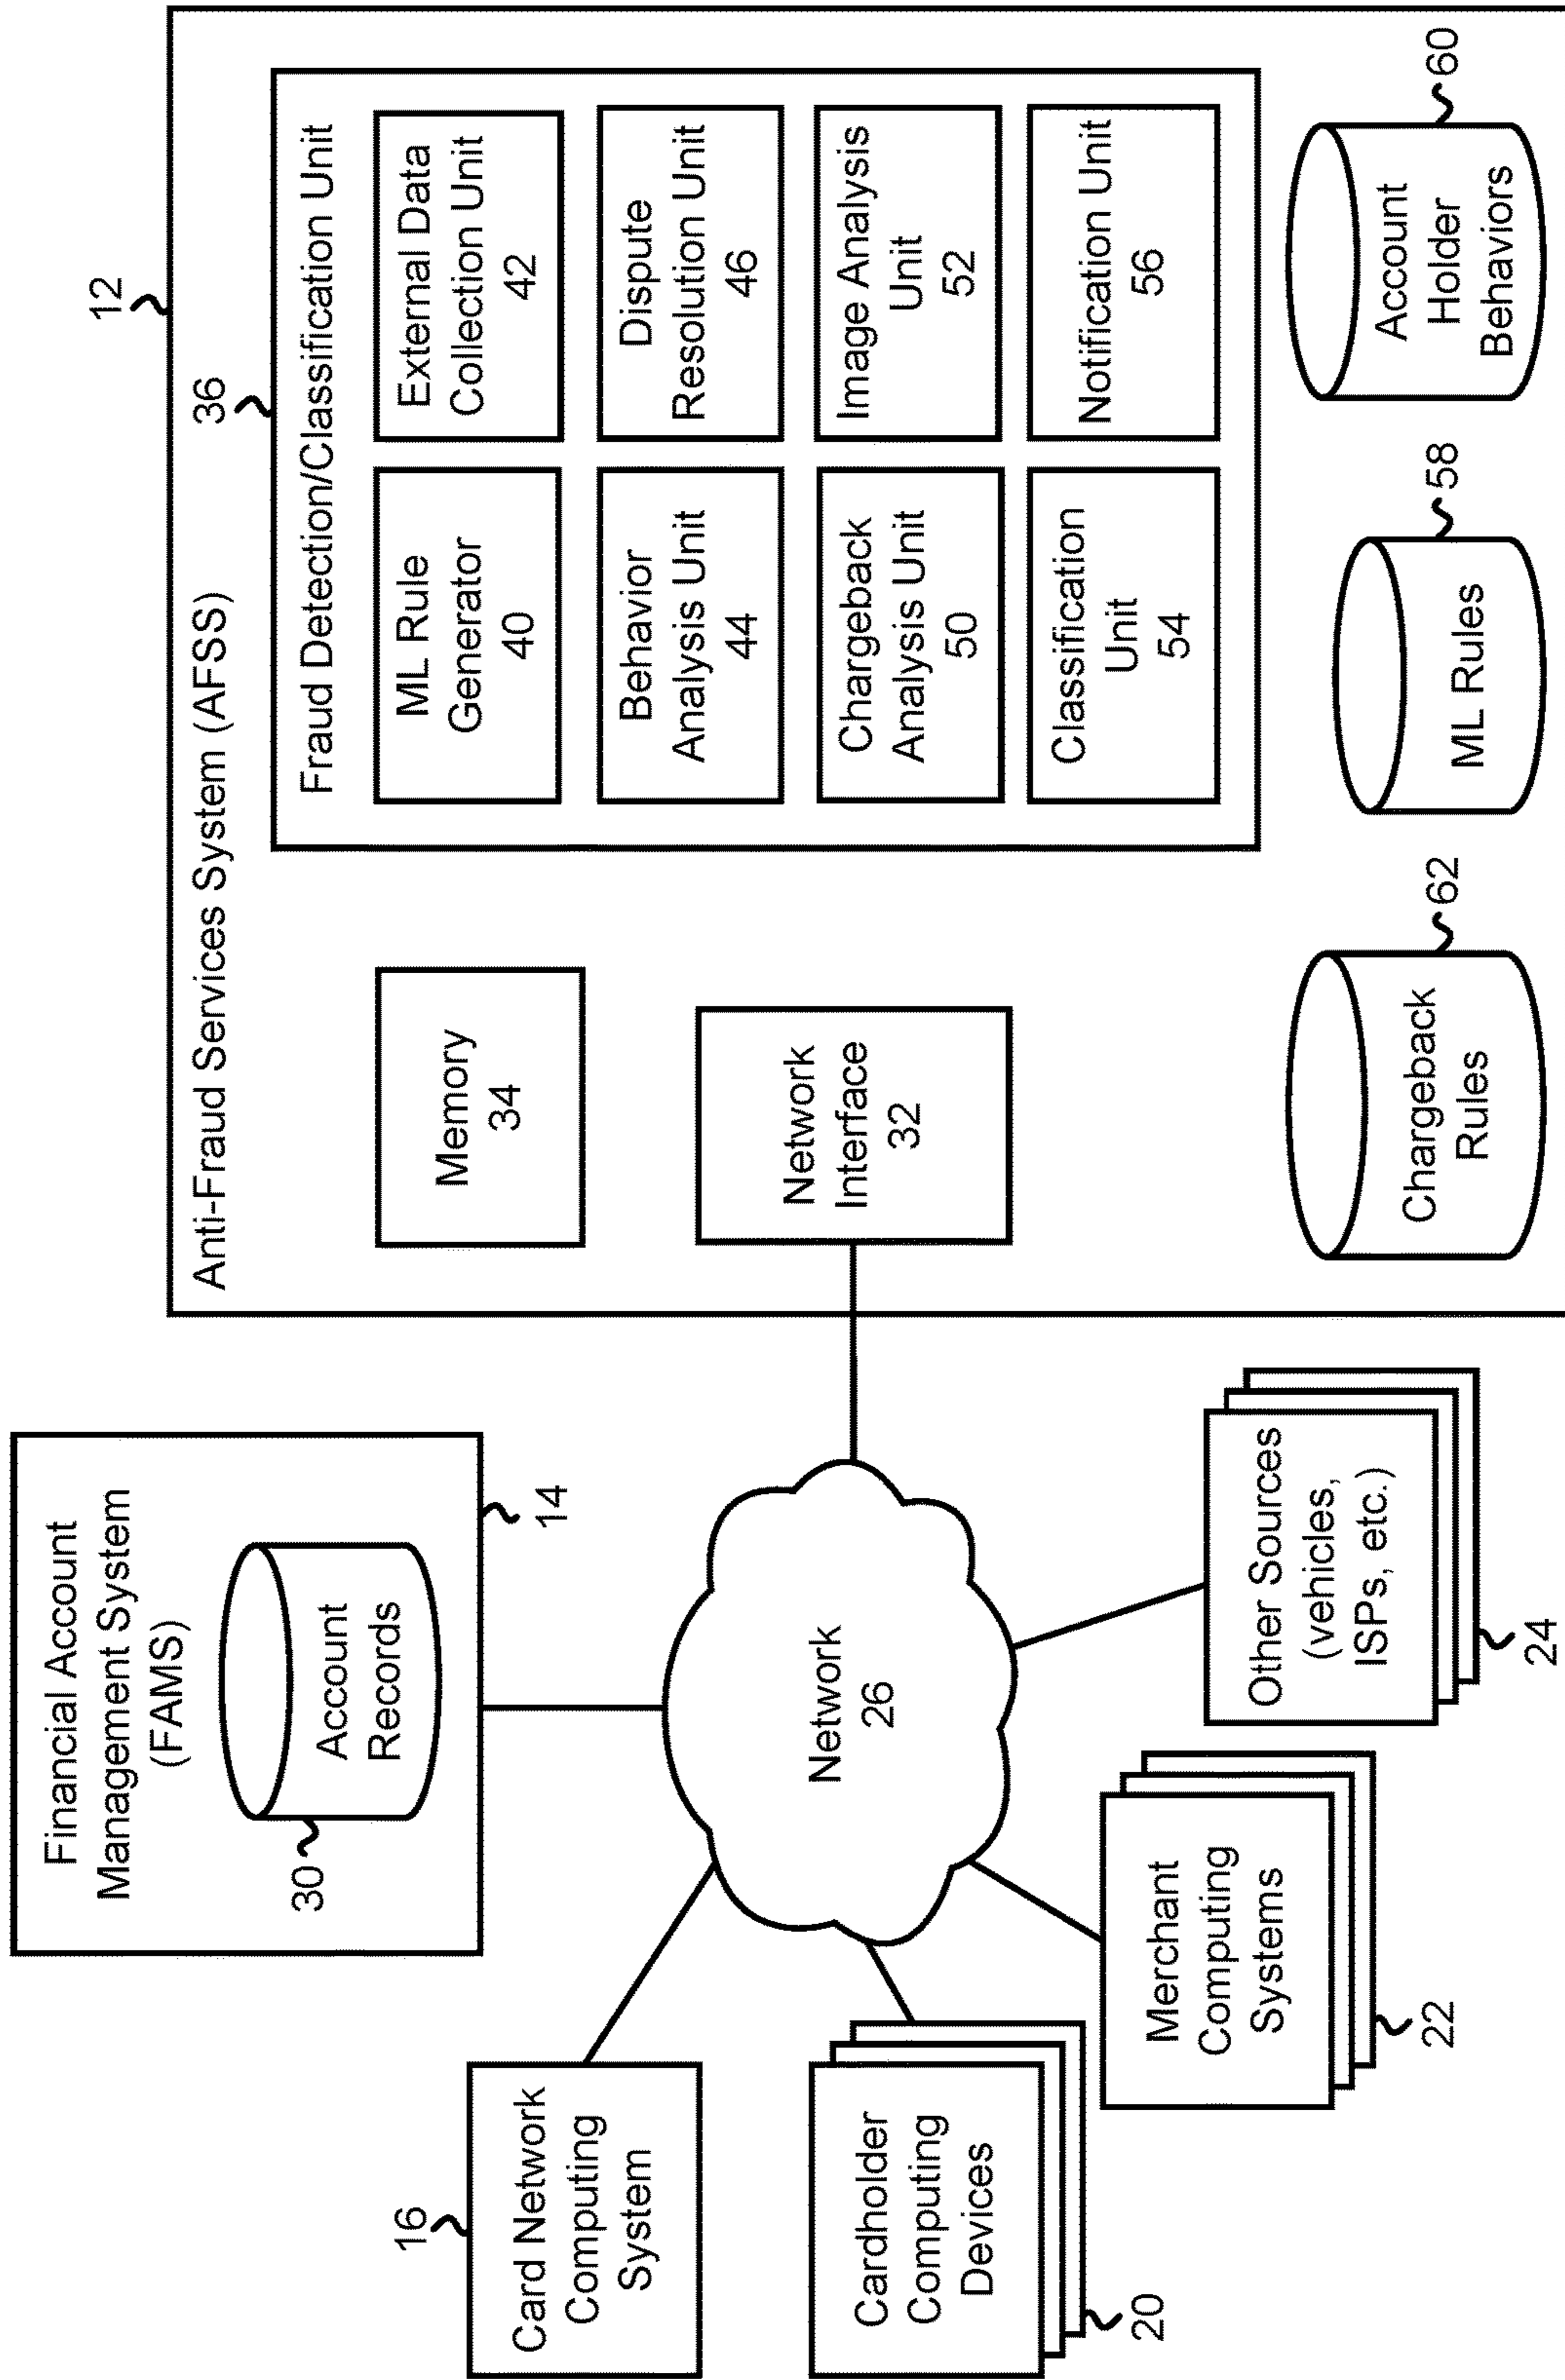 Financial Account
Management System
(FAMS)
Account
Records
30
14
16
Card Network
Computing
System
Cardholder
Computing
Devices
20
Merchant
Computing
Systems
22
Other Sources
(vehicles,
ISPs, etc.)
24
Network
26
12
Anti-Fraud Services System (AFSS)
Memory
34
Network
Interface
32
36
Fraud Detection/Classification Unit
ML Rule
Generator
40
External Data
Collection Unit
42
Behavior
Analysis Unit
44
Dispute
Resolution Unit
46
Chargeback
Analysis Unit
50
Image Analysis
Unit
52
Classification
Unit
54
Notification Unit
56
Chargeback
Rules
62
ML Rules
58
Account
Holder
Behaviors
60